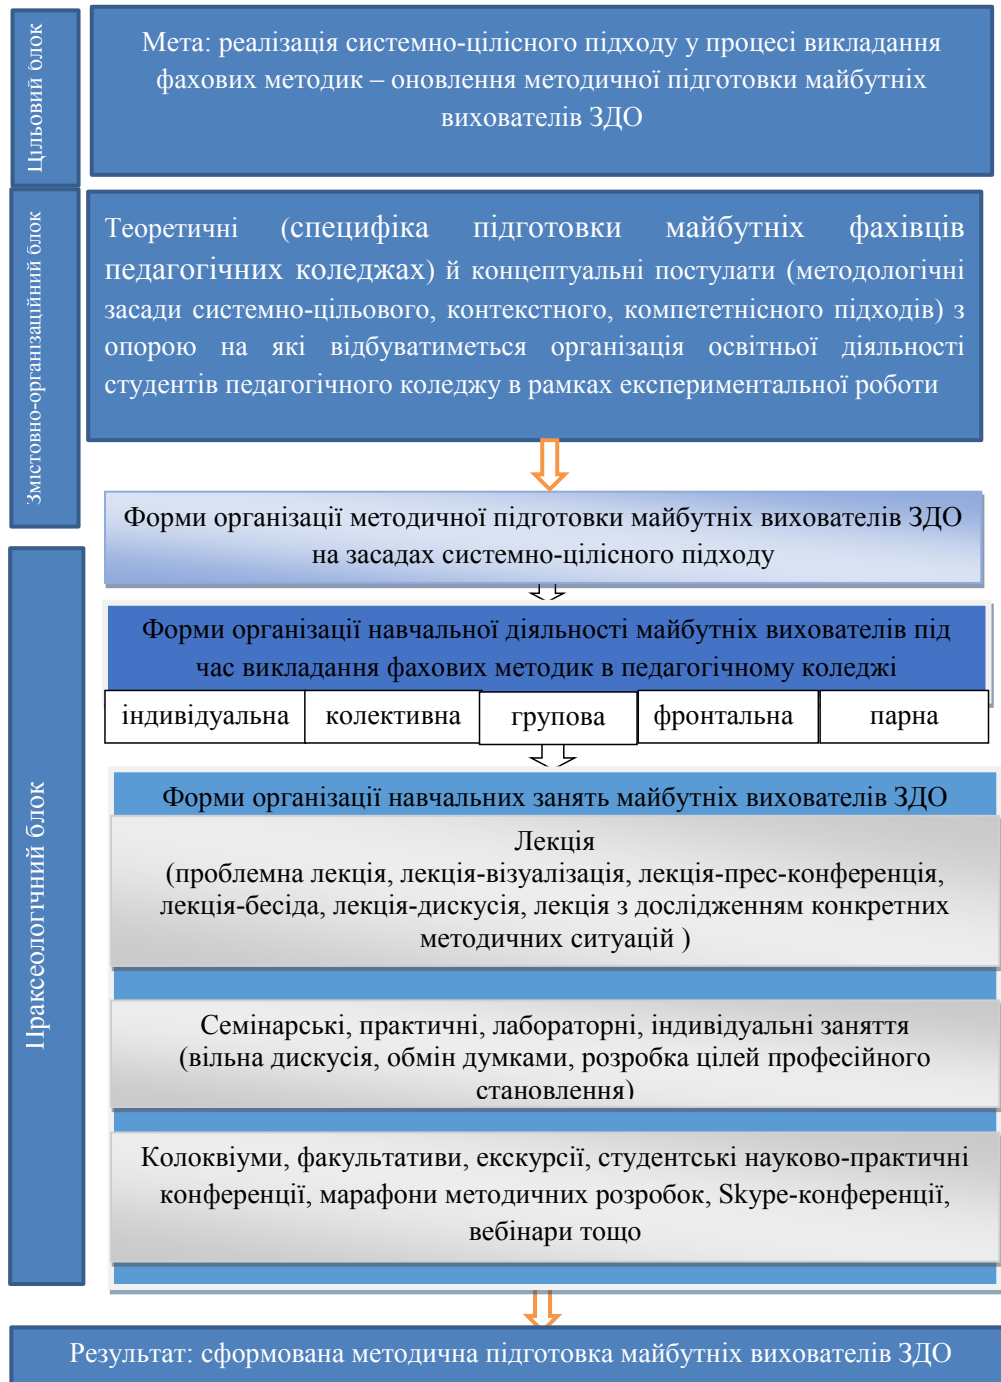 Цільовий блок
Мета: реалізація системно-цілісного підходу у процесі викладання
фахових методик – оновлення методичної підготовки майбутніх
вихователів ЗДО
Змістовно-організаційний блок
Теоретичні (специфіка підготовки майбутніх фахівців
педагогічних коледжах) й концептуальні постулати (методологічні
засади системно-цільового, контекстного, компететнісного підходів) з
опорою на які відбуватиметься організація освітньої діяльності
студентів педагогічного коледжу в рамках експериментальної роботи
Форми організації методичної підготовки майбутніх вихователів ЗДО
на засадах системно-цілісного підходу
Праксеологічний блок
Форми організації навчальної діяльності майбутніх вихователів під
час викладання фахових методик в педагогічному коледжі
індивідуальна колективна групова фронтальна парна
Форми організації навчальних занять майбутніх вихователів ЗДО
Лекція
(проблемна лекція, лекція-візуалізація, лекція-прес-конференція,
лекція-бесіда, лекція-дискусія, лекція з дослідженням конкретних
методичних ситуацій )
Семінарські, практичні, лабораторні, індивідуальні заняття
(вільна дискусія, обмін думками, розробка цілей професійного
становлення)
Колоквіуми, факультативи, екскурсії, студентські науково-практичні
конференції, марафони методичних розробок, Skype-конференції,
вебінари тощо
Результат: сформована методична підготовка майбутніх вихователів ЗДО